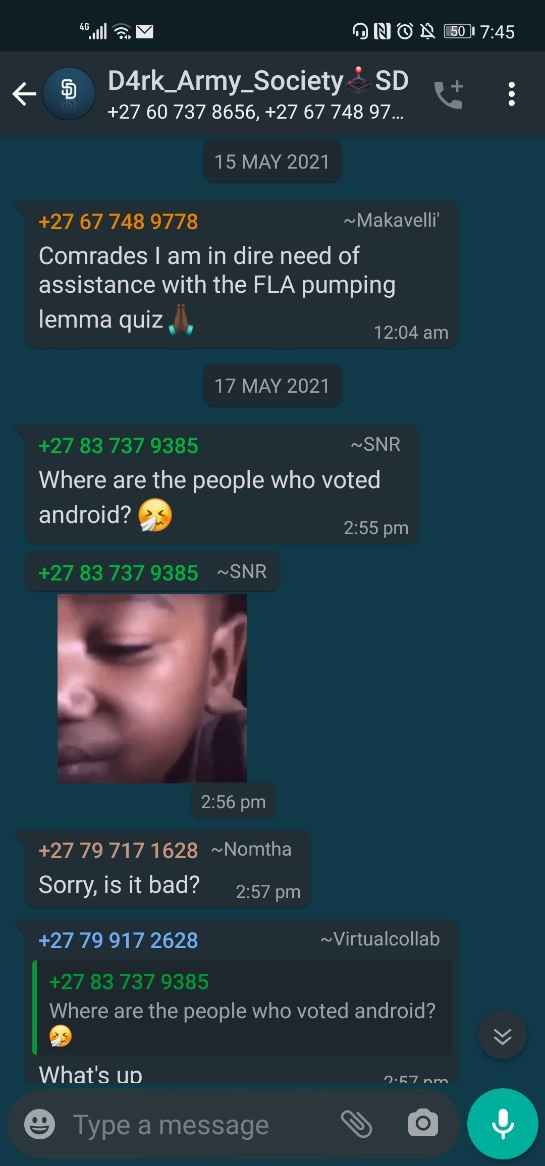 4G 50 7:45
D4rk_Army_Society🕹️SD
+27 60 737 8656, +27 67 748 97...
15 MAY 2021
+27 67 748 9778 ~Makavelli'
Comrades I am in dire need of
assistance with the FLA pumping
lemma quiz🙏🏿
12:04 am
17 MAY 2021
+27 83 737 9385 ~SNR
Where are the people who voted
android? 🤧
2:55 pm
+27 83 737 9385 ~SNR
2:56 pm
+27 79 717 1628 ~Nomtha
Sorry, is it bad? 2:57 pm
+27 79 917 2628 ~Virtualcollab
+27 83 737 9385
Where are the people who voted android?
🤧
What's up 2:57 pm
Type a message